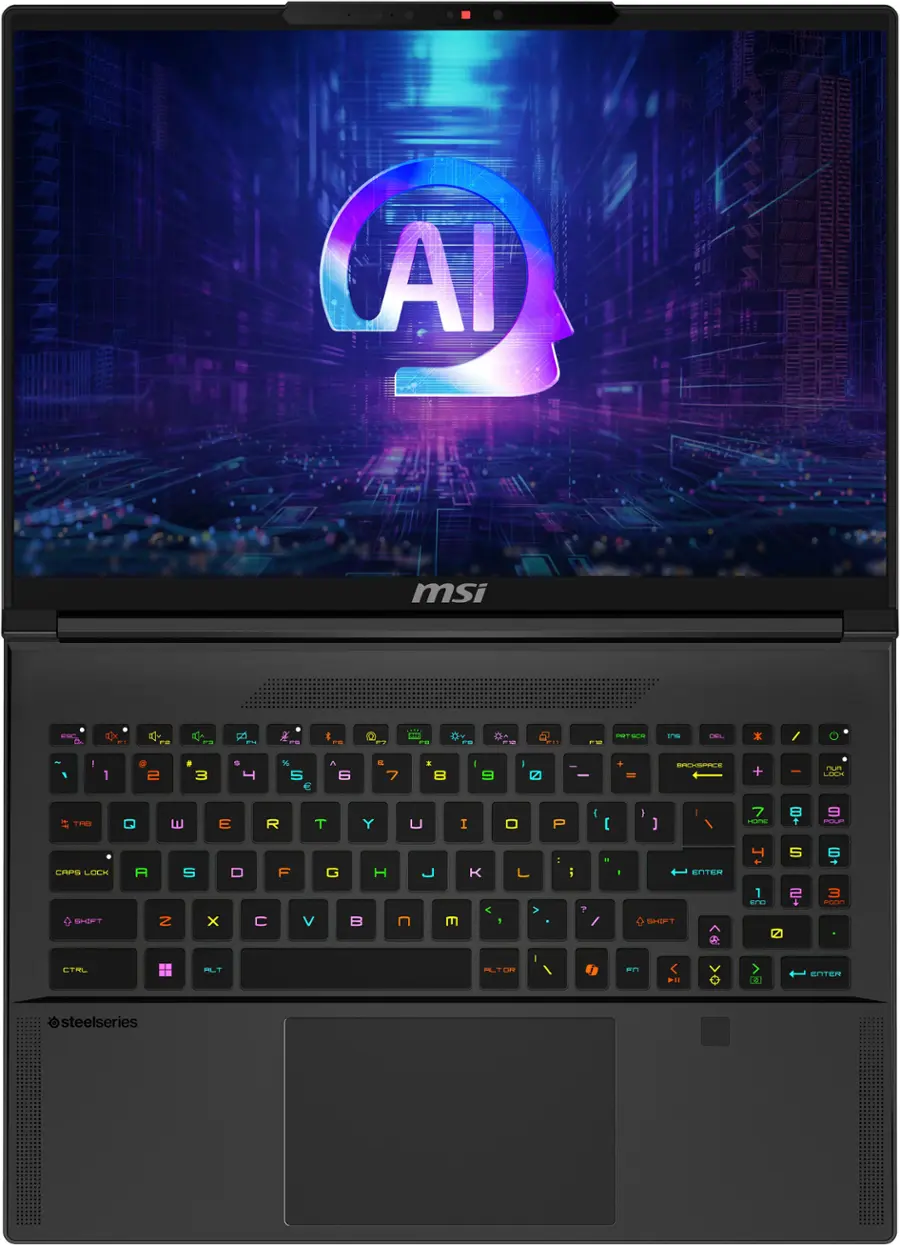 AI
msi
ESC F1 F2 F3 F4 F5 F6 F7 F8 F9 F10 F11 F12 PRTSCR INS DEL * /
~ ` ! 1 @ 2 # 3 $ 4 % 5 € ^ 6 & 7 * 8 ( 9 ) 0 _ - + = BACKSPACE + - NUM LOCK
TAB Q W E R T Y U I O P { [ } ] | \ 7 HOME 8 9 PGUP
CAPS LOCK A S D F G H J K L : ; " ' ENTER 4 5 6
SHIFT Z X C V B N M < , > . ? / SHIFT 1 END 2 3 PGDN
0 .
CTRL ALT ALT GR | \ FN ENTER
steelseries